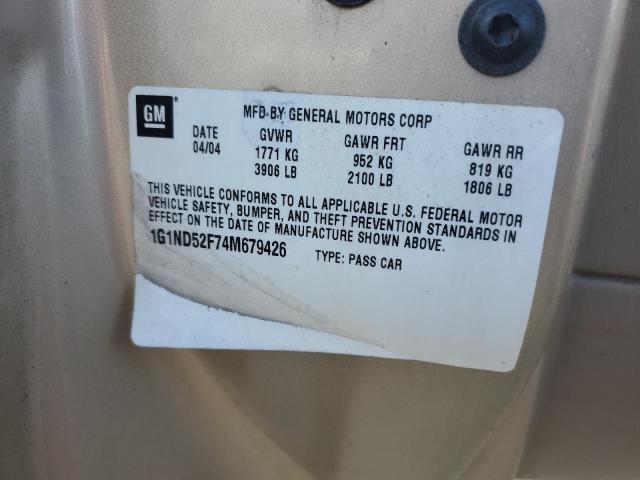 GM
MFD BY GENERAL MOTORS CORP
DATE GVWR GAWR FRT GAWR RR
04/04 1771 KG 952 KG 819 KG
3906 LB 2100 LB 1806 LB
THIS VEHICLE CONFORMS TO ALL APPLICABLE U.S. FEDERAL MOTOR
VEHICLE SAFETY, BUMPER, AND THEFT PREVENTION STANDARDS IN
EFFECT ON THE DATE OF MANUFACTURE SHOWN ABOVE.
1G1ND52F74M679426 TYPE: PASS CAR